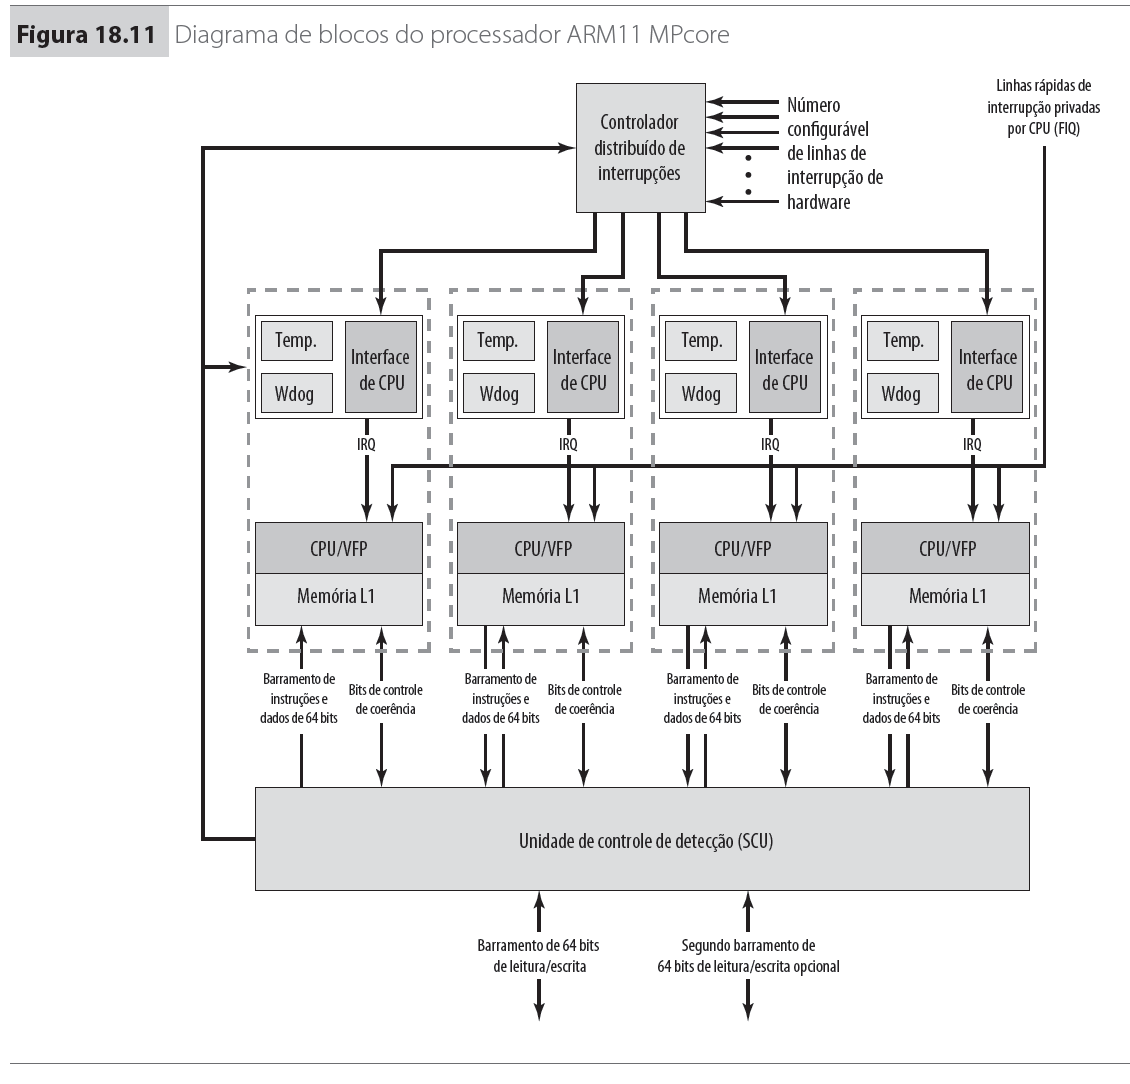 Figura 18.11 Diagrama de blocos do processador ARM11 MPcore
Linhas rápidas de
interrupção privadas
por CPU (FIQ)
Controlador
distribuído de
interrupções
Número
configurável
de linhas de
interrupção de
hardware
Temp.
Wdog
Interface
de CPU
Temp.
Wdog
Interface
de CPU
Temp.
Wdog
Interface
de CPU
Temp.
Wdog
Interface
de CPU
IRQ
IRQ
IRQ
IRQ
CPU/VFP
Memória L1
CPU/VFP
Memória L1
CPU/VFP
Memória L1
CPU/VFP
Memória L1
Barramento de
instruções e
dados de 64 bits
Bits de controle
de coerência
Barramento de
instruções e
dados de 64 bits
Bits de controle
de coerência
Barramento de
instruções e
dados de 64 bits
Bits de controle
de coerência
Barramento de
instruções e
dados de 64 bits
Bits de controle
de coerência
Unidade de controle de detecção (SCU)
Barramento de 64 bits
de leitura/escrita
Segundo barramento de
64 bits de leitura/escrita opcional